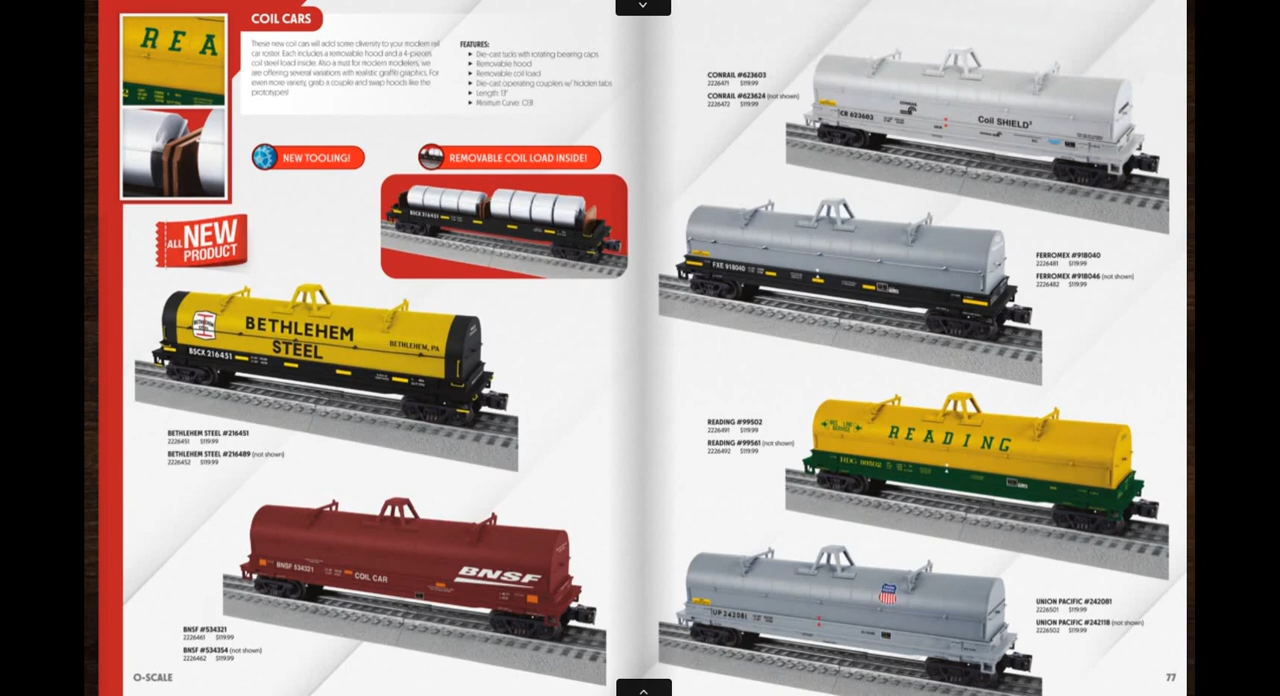 REA
COIL CARS
These new coil cars will add some diversity to your modern rail
car roster. Each includes a removable hood and a 4-pieces
coil steel load inside. Also a must for modern modelers, we
are offering several variations with realistic graffiti graphics. For
even more variety, grab a couple and swap hoods like the
prototypes!
FEATURES:
Die-cast tucks with rotating bearing caps
Removable hood
Removable coil load
Die-cast operating couplers w/ hidden tabs
Length: 13"
Minimum Curve: O31
NEW TOOLING!
REMOVABLE COIL LOAD INSIDE!
ALL NEW
PRODUCT
BSCX 216451
BETHLEHEM
STEEL
BETHLEHEM, PA
BSCX 216451
BETHLEHEM STEEL #216451
2226451 $119.99
BETHLEHEM STEEL #216489 (not shown)
2226452 $119.99
BNSF 534321
COIL CAR
BNSF
BNSF #534321
2226461 $119.99
BNSF #534354 (not shown)
2226462 $119.99
O-SCALE
CONRAIL #623603
2226471 $119.99
CONRAIL #623624 (not shown)
2226472 $119.99
CONRAIL
CR 623603
Coil SHIELD
FXE 918040
FERROMEX #918040
2226481 $119.99
FERROMEX #918046 (not shown)
2226482 $119.99
READING #99502
2226491 $119.99
READING #99561 (not shown)
2226492 $119.99
READING
RDG 99502
UP 242081
UNION PACIFIC #242081
2226501 $119.99
UNION PACIFIC #242118 (not shown)
2226502 $119.99
77